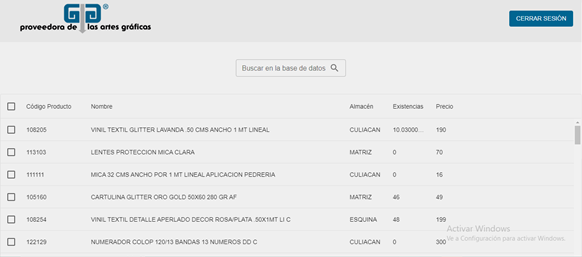 proveedora de las artes gráficas
CERRAR SESIÓN
Buscar en la base de datos
Código Producto Nombre Almacén Existencias Precio
108205 VINIL TEXTIL GLITTER LAVANDA .50 CMS ANCHO 1 MT LINEAL CULIACAN 10.03000... 190
113103 LENTES PROTECCION MICA CLARA MATRIZ 0 70
111111 MICA 32 CMS ANCHO POR 1 MT LINEAL APLICACION PEDRERIA CULIACAN 0 16
105160 CARTULINA GLITTER ORO GOLD 50X60 280 GR AF MATRIZ 46 49
108254 VINIL TEXTIL DETALLE APERLADO DECOR ROSA/PLATA .50X1MT LI C ESQUINA 48 199
Activar Windows
Ve a Configuración para activar Windows.
122129 NUMERADOR COLOP 120/13 BANDAS 13 NUMEROS DD C CULIACAN 0 300